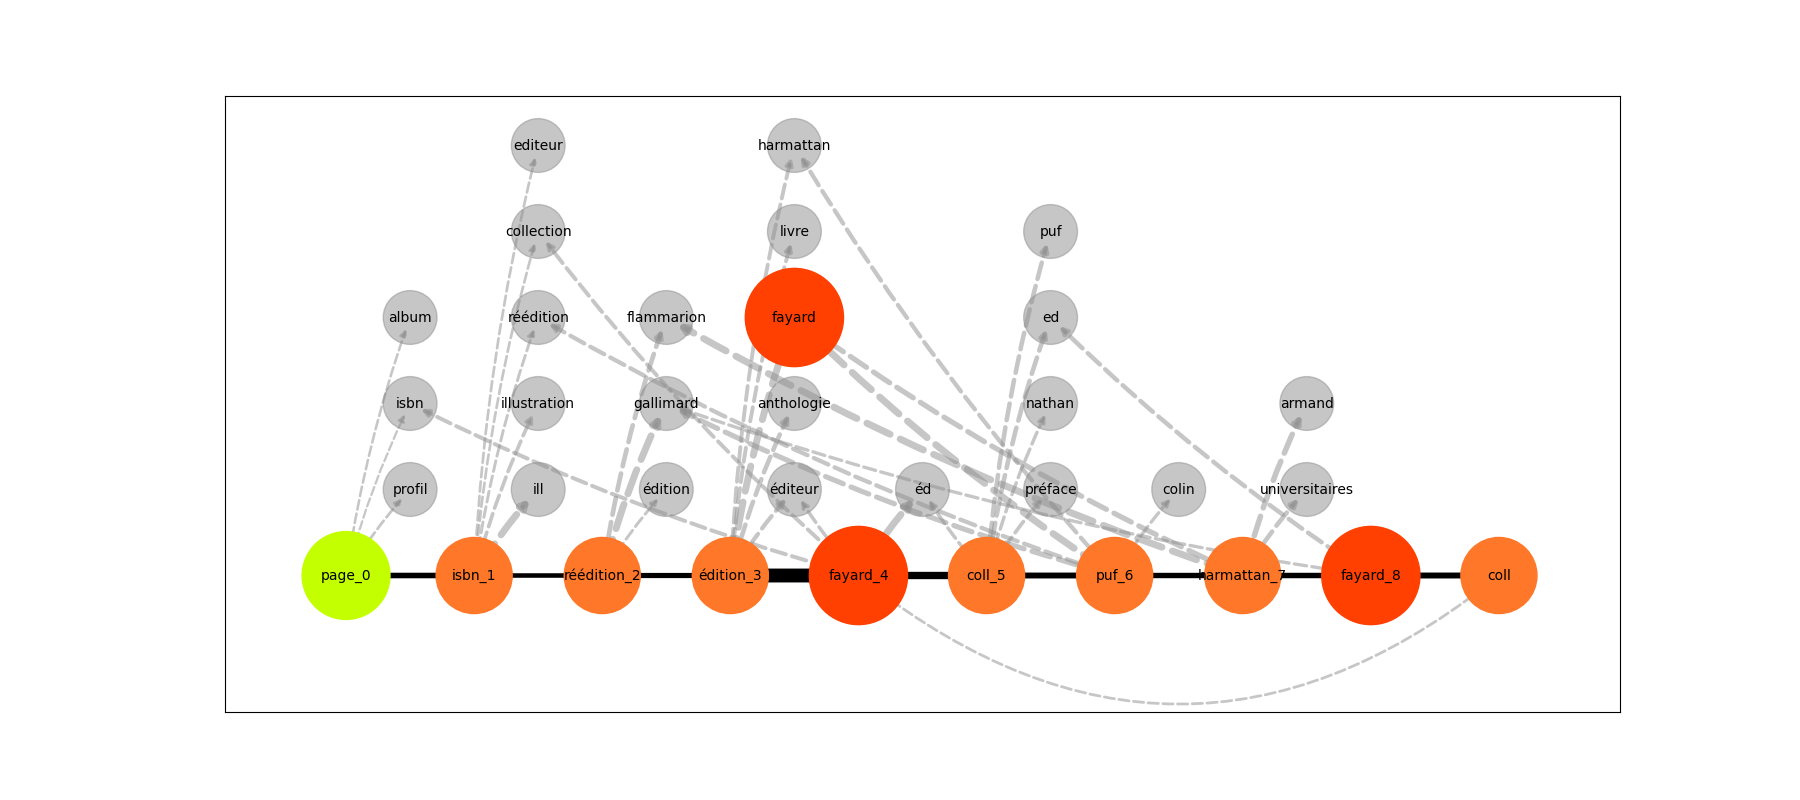 editeur harmattan
collection livre puf
album réédition flammarion fayard ed
isbn illustration gallimard anthologie nathan armand
profil ill édition éditeur éd préface colin universitaires
page_0 isbn_1 réédition_2 édition_3 fayard_4 coll_5 puf_6 harmattan_7 fayard_8 coll